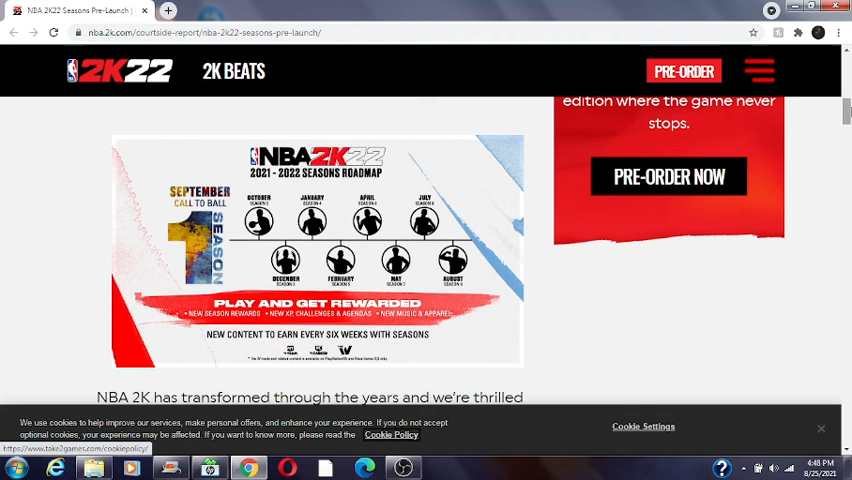 NBA 2K22 Seasons Pre-Launch |
nba.2k.com/courtside-report/nba-2k22-seasons-pre-launch/
2K22
2K BEATS
PRE-ORDER
edition where the game never
stops.
PRE-ORDER NOW
NBA2K22
2021 - 2022 SEASONS ROADMAP
SEPTEMBER
CALL TO BALL
1
SEASON
OCTOBER
JANUARY
APRIL
JULY
DECEMBER
FEBRUARY
MAY
AUGUST
PLAY AND GET REWARDED
• NEW SEASON REWARDS • NEW XP, CHALLENGES & AGENDAS • NEW MUSIC & APPAREL
NEW CONTENT TO EARN EVERY SIX WEEKS WITH SEASONS
NBA 2K has transformed through the years and we're thrilled
We use cookies to help improve our services, make personal offers, and enhance your experience. If you do not accept
optional cookies, your experience may be affected. If you want to know more, please read the Cookie Policy
Cookie Settings
https://www.take2games.com/cookiepolicy/
4:48 PM
8/25/2021